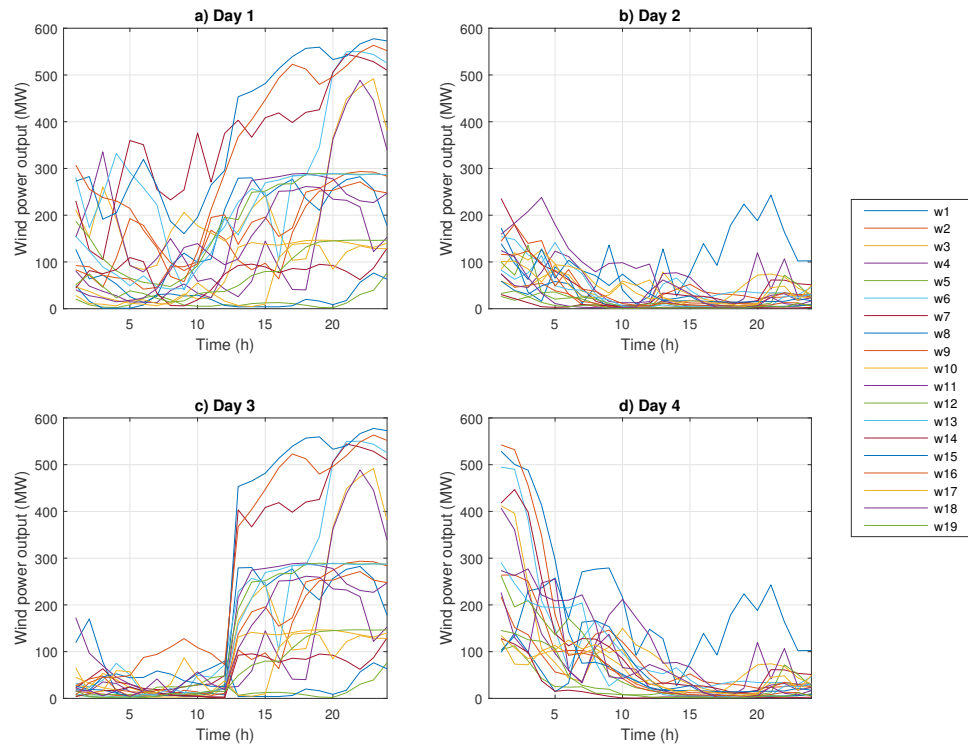 a) Day 1
600
500
400
300
200
100
0
5
10
15
20
Time (h)
Wind power output (MW)
b) Day 2
600
500
400
300
200
100
0
5
10
15
20
Time (h)
Wind power output (MW)
w1
w2
w3
w4
w5
w6
w7
w8
w9
w10
w11
w12
w13
w14
w15
w16
w17
w18
w19
c) Day 3
600
500
400
300
200
100
0
5
10
15
20
Time (h)
Wind power output (MW)
d) Day 4
600
500
400
300
200
100
0
5
10
15
20
Time (h)
Wind power output (MW)